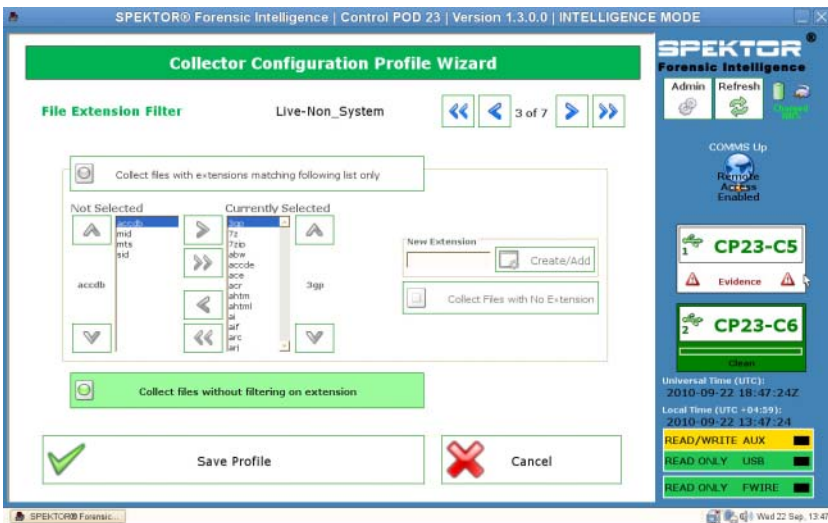 SPEKTOR® Forensic Intelligence | Control POD 23 | Version 1.3.0.0 | INTELLIGENCE MODE
Collector Configuration Profile Wizard
File Extension Filter
Live-Non_System
3 of 7
Collect files with extensions matching following list only
Not Selected
accdb
mid
mts
sid
accdb
Currently Selected
3gp
7z
7zip
abw
accde
ace
acr
ahtm
ahtml
ai
aif
arc
arj
3gp
New Extension
Create/Add
Collect Files with No Extension
Collect files without filtering on extension
Save Profile
Cancel
SPEKTOR®
Forensic Intelligence
Admin
Refresh
COMMS Up
Remote
Access
Enabled
1
CP23-C5
Evidence
2
CP23-C6
Clean
Universal Time (UTC):
2010-09-22 18:47:24Z
Local Time (UTC -04:59):
2010-09-22 13:47:24
READ/WRITE AUX
READ ONLY USB
READ ONLY FWIRE
SPEKTOR® Forensic...
Wed 22 Sep, 13:47